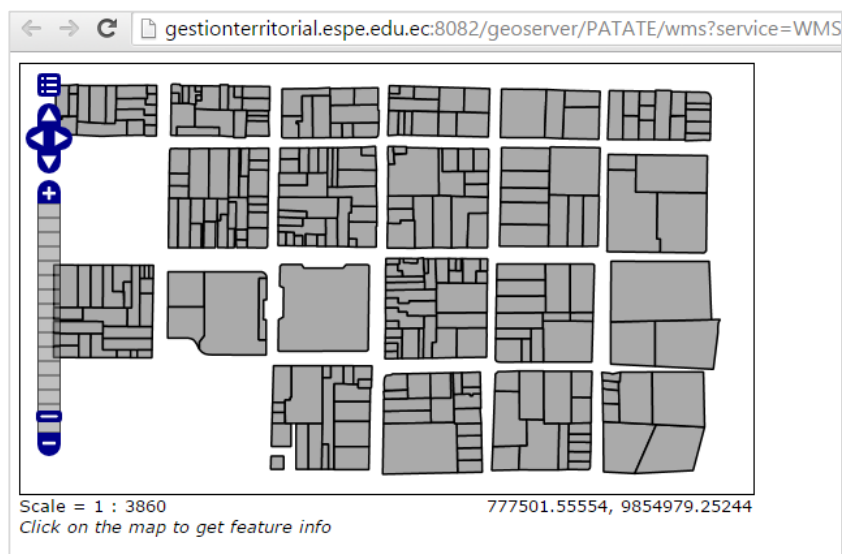 gestionterritorial.espe.edu.ec:8082/geoserver/PATATE/wms?service=WMS
Scale = 1 : 3860
777501.55554, 9854979.25244
Click on the map to get feature info